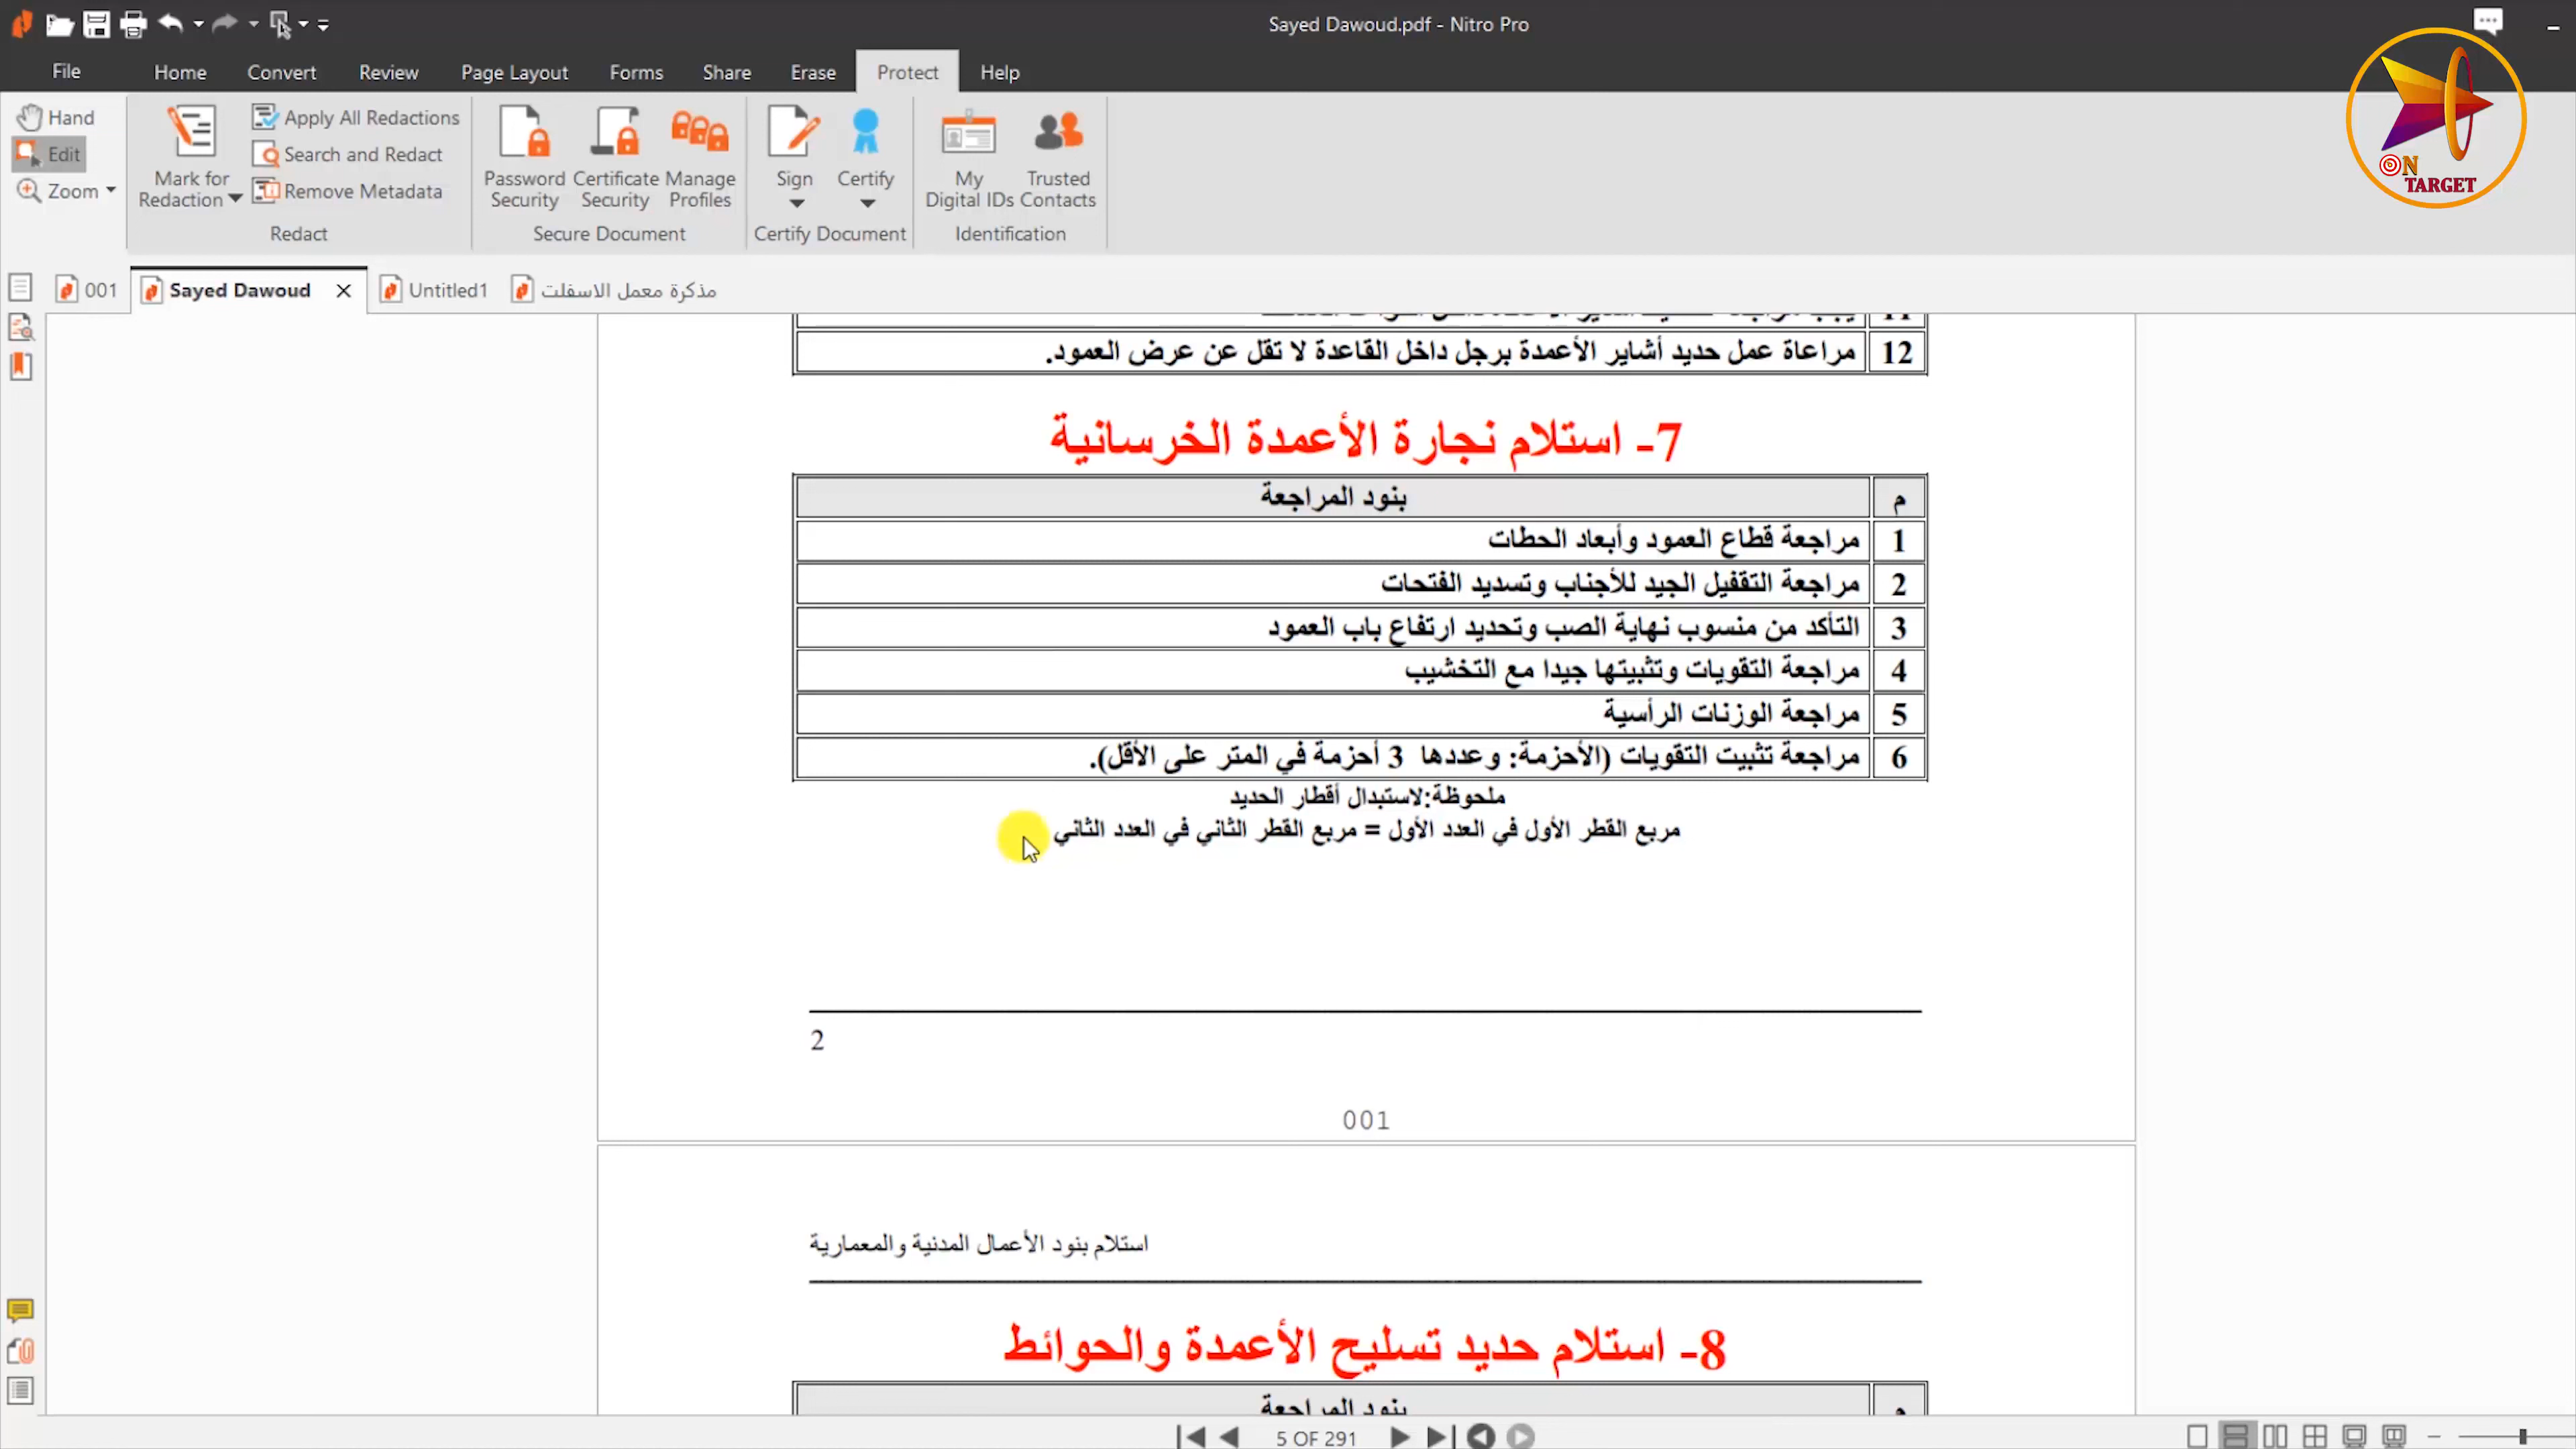 Sayed Dawoud.pdf - Nitro Pro
File Home Convert Review Page Layout Forms Share Erase Protect Help
Hand
Edit
Zoom
Mark for Redaction
Apply All Redactions
Search and Redact
Remove Metadata
Redact
Password Security
Certificate Security
Manage Profiles
Secure Document
Sign
Certify
Certify Document
My Digital IDs
Trusted Contacts
Identification
ON TARGET
001
Sayed Dawoud
Untitled1
مذكرة معمل الاسفلت
11
12 مراعاة عمل حديد أشاير الأعمدة برجل داخل القاعدة لا تقل عن عرض العمود.
7- استلام نجارة الأعمدة الخرسانية
م بنود المراجعة
1 مراجعة قطاع العمود وأبعاد الحطات
2 مراجعة التقفيل الجيد للأجناب وتسديد الفتحات
3 التأكد من منسوب نهاية الصب وتحديد ارتفاع باب العمود
4 مراجعة التقويات وتثبيتها جيدا مع التخشيب
5 مراجعة الوزنات الرأسية
6 مراجعة تثبيت التقويات (الأحزمة: وعددها 3 أحزمة في المتر على الأقل).
ملحوظة:لاستبدال أقطار الحديد
مربع القطر الأول في العدد الأول = مربع القطر الثاني في العدد الثاني
2
001
استلام بنود الأعمال المدنية والمعمارية
8- استلام حديد تسليح الأعمدة والحوائط
م بنود المراجعة
5 OF 291